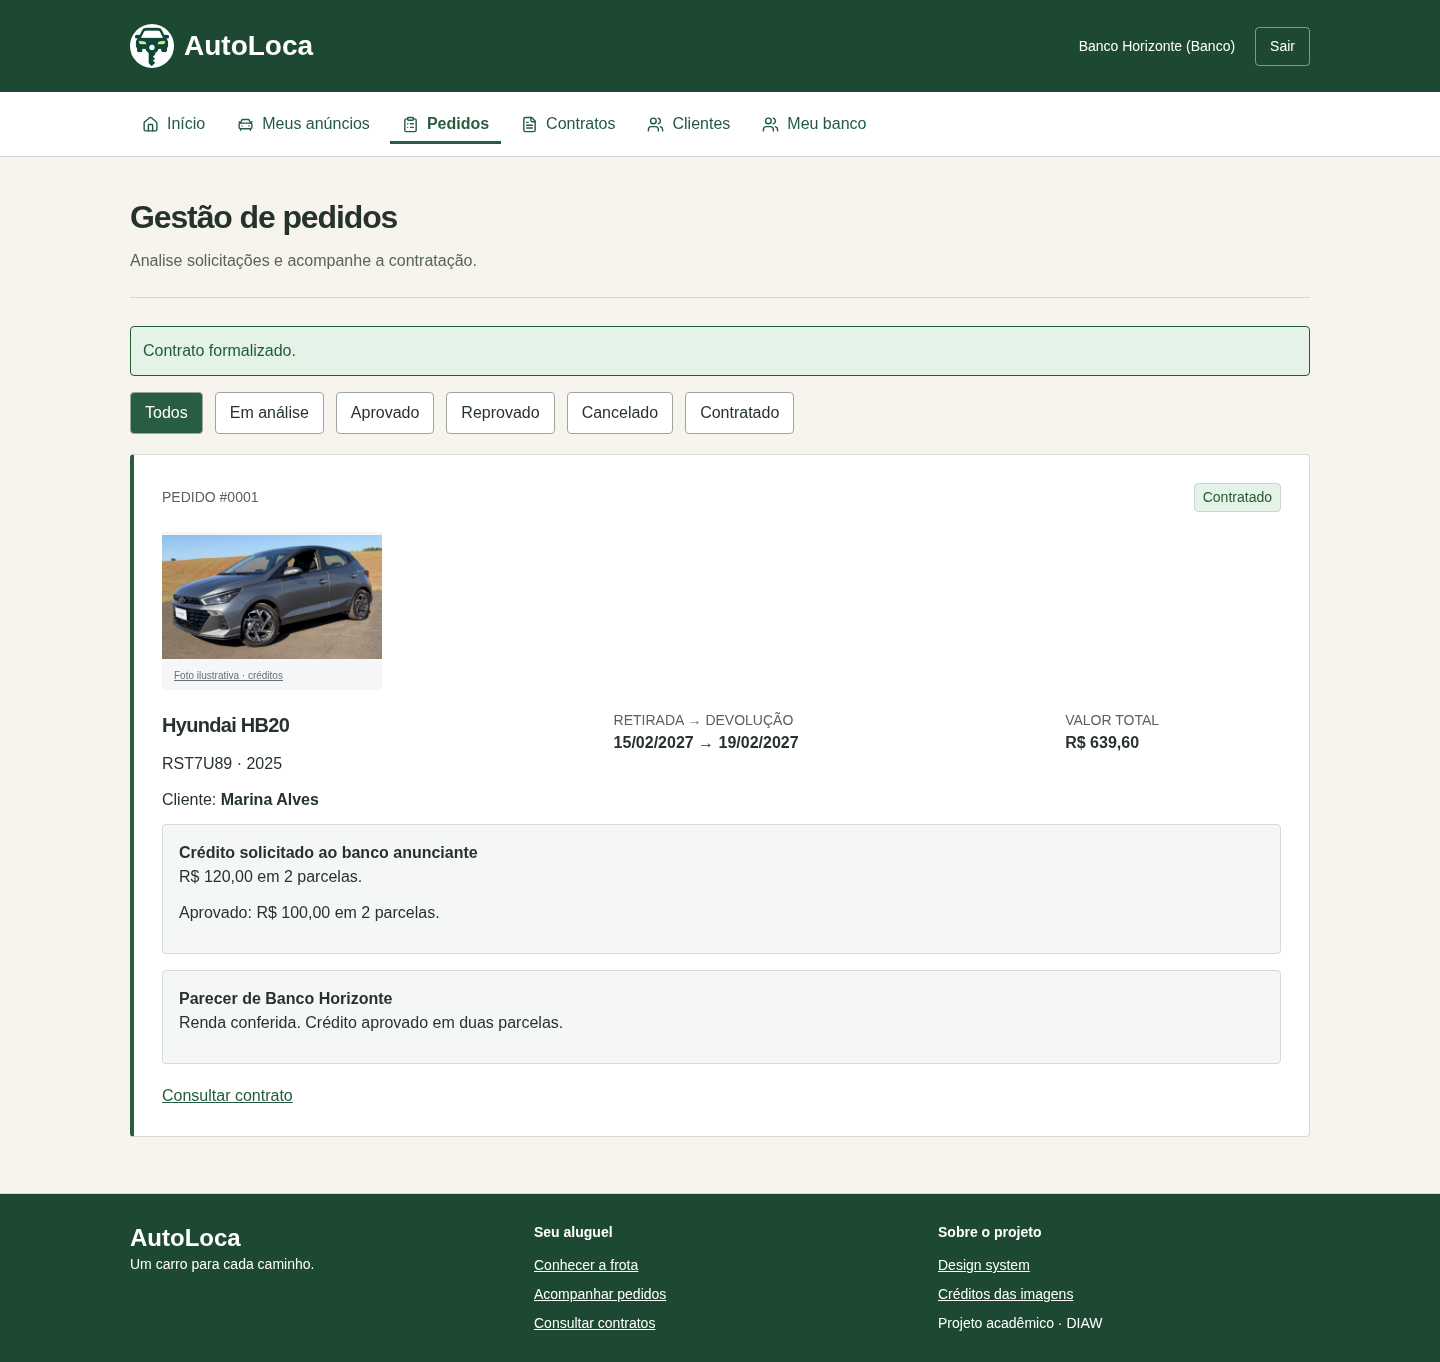 AutoLoca
Banco Horizonte (Banco)
Sair
Início
Meus anúncios
Pedidos
Contratos
Clientes
Meu banco
Gestão de pedidos
Analise solicitações e acompanhe a contratação.
Contrato formalizado.
Todos
Em análise
Aprovado
Reprovado
Cancelado
Contratado
PEDIDO #0001
Contratado
Foto ilustrativa · créditos
Hyundai HB20
RST7U89 · 2025
Cliente: Marina Alves
RETIRADA → DEVOLUÇÃO
15/02/2027 → 19/02/2027
VALOR TOTAL
R$ 639,60
Crédito solicitado ao banco anunciante
R$ 120,00 em 2 parcelas.
Aprovado: R$ 100,00 em 2 parcelas.
Parecer de Banco Horizonte
Renda conferida. Crédito aprovado em duas parcelas.
Consultar contrato
AutoLoca
Um carro para cada caminho.
Seu aluguel
Conhecer a frota
Acompanhar pedidos
Consultar contratos
Sobre o projeto
Design system
Créditos das imagens
Projeto acadêmico · DIAW